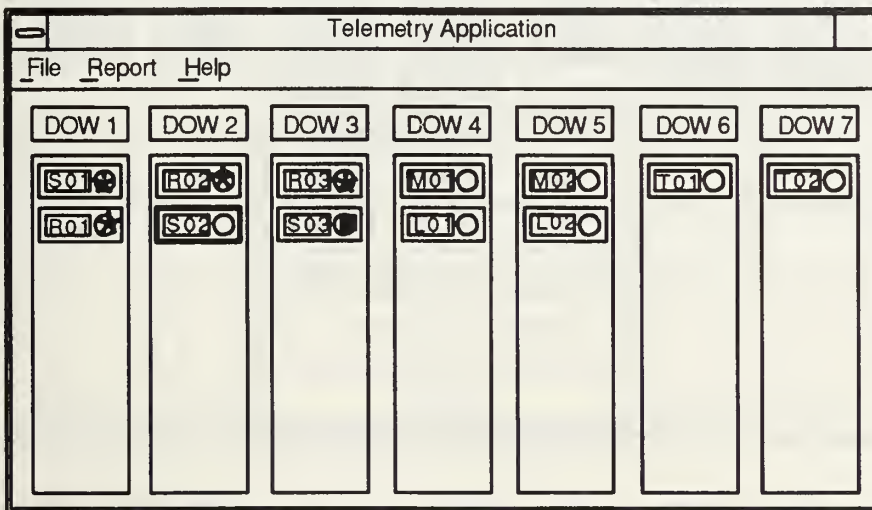 Telemetry Application
File Report Help
DOW 1 DOW 2 DOW 3 DOW 4 DOW 5 DOW 6 DOW 7
S01 R02 R03 M01 M02 T01 T02
R01 S02 S03 L01 L02